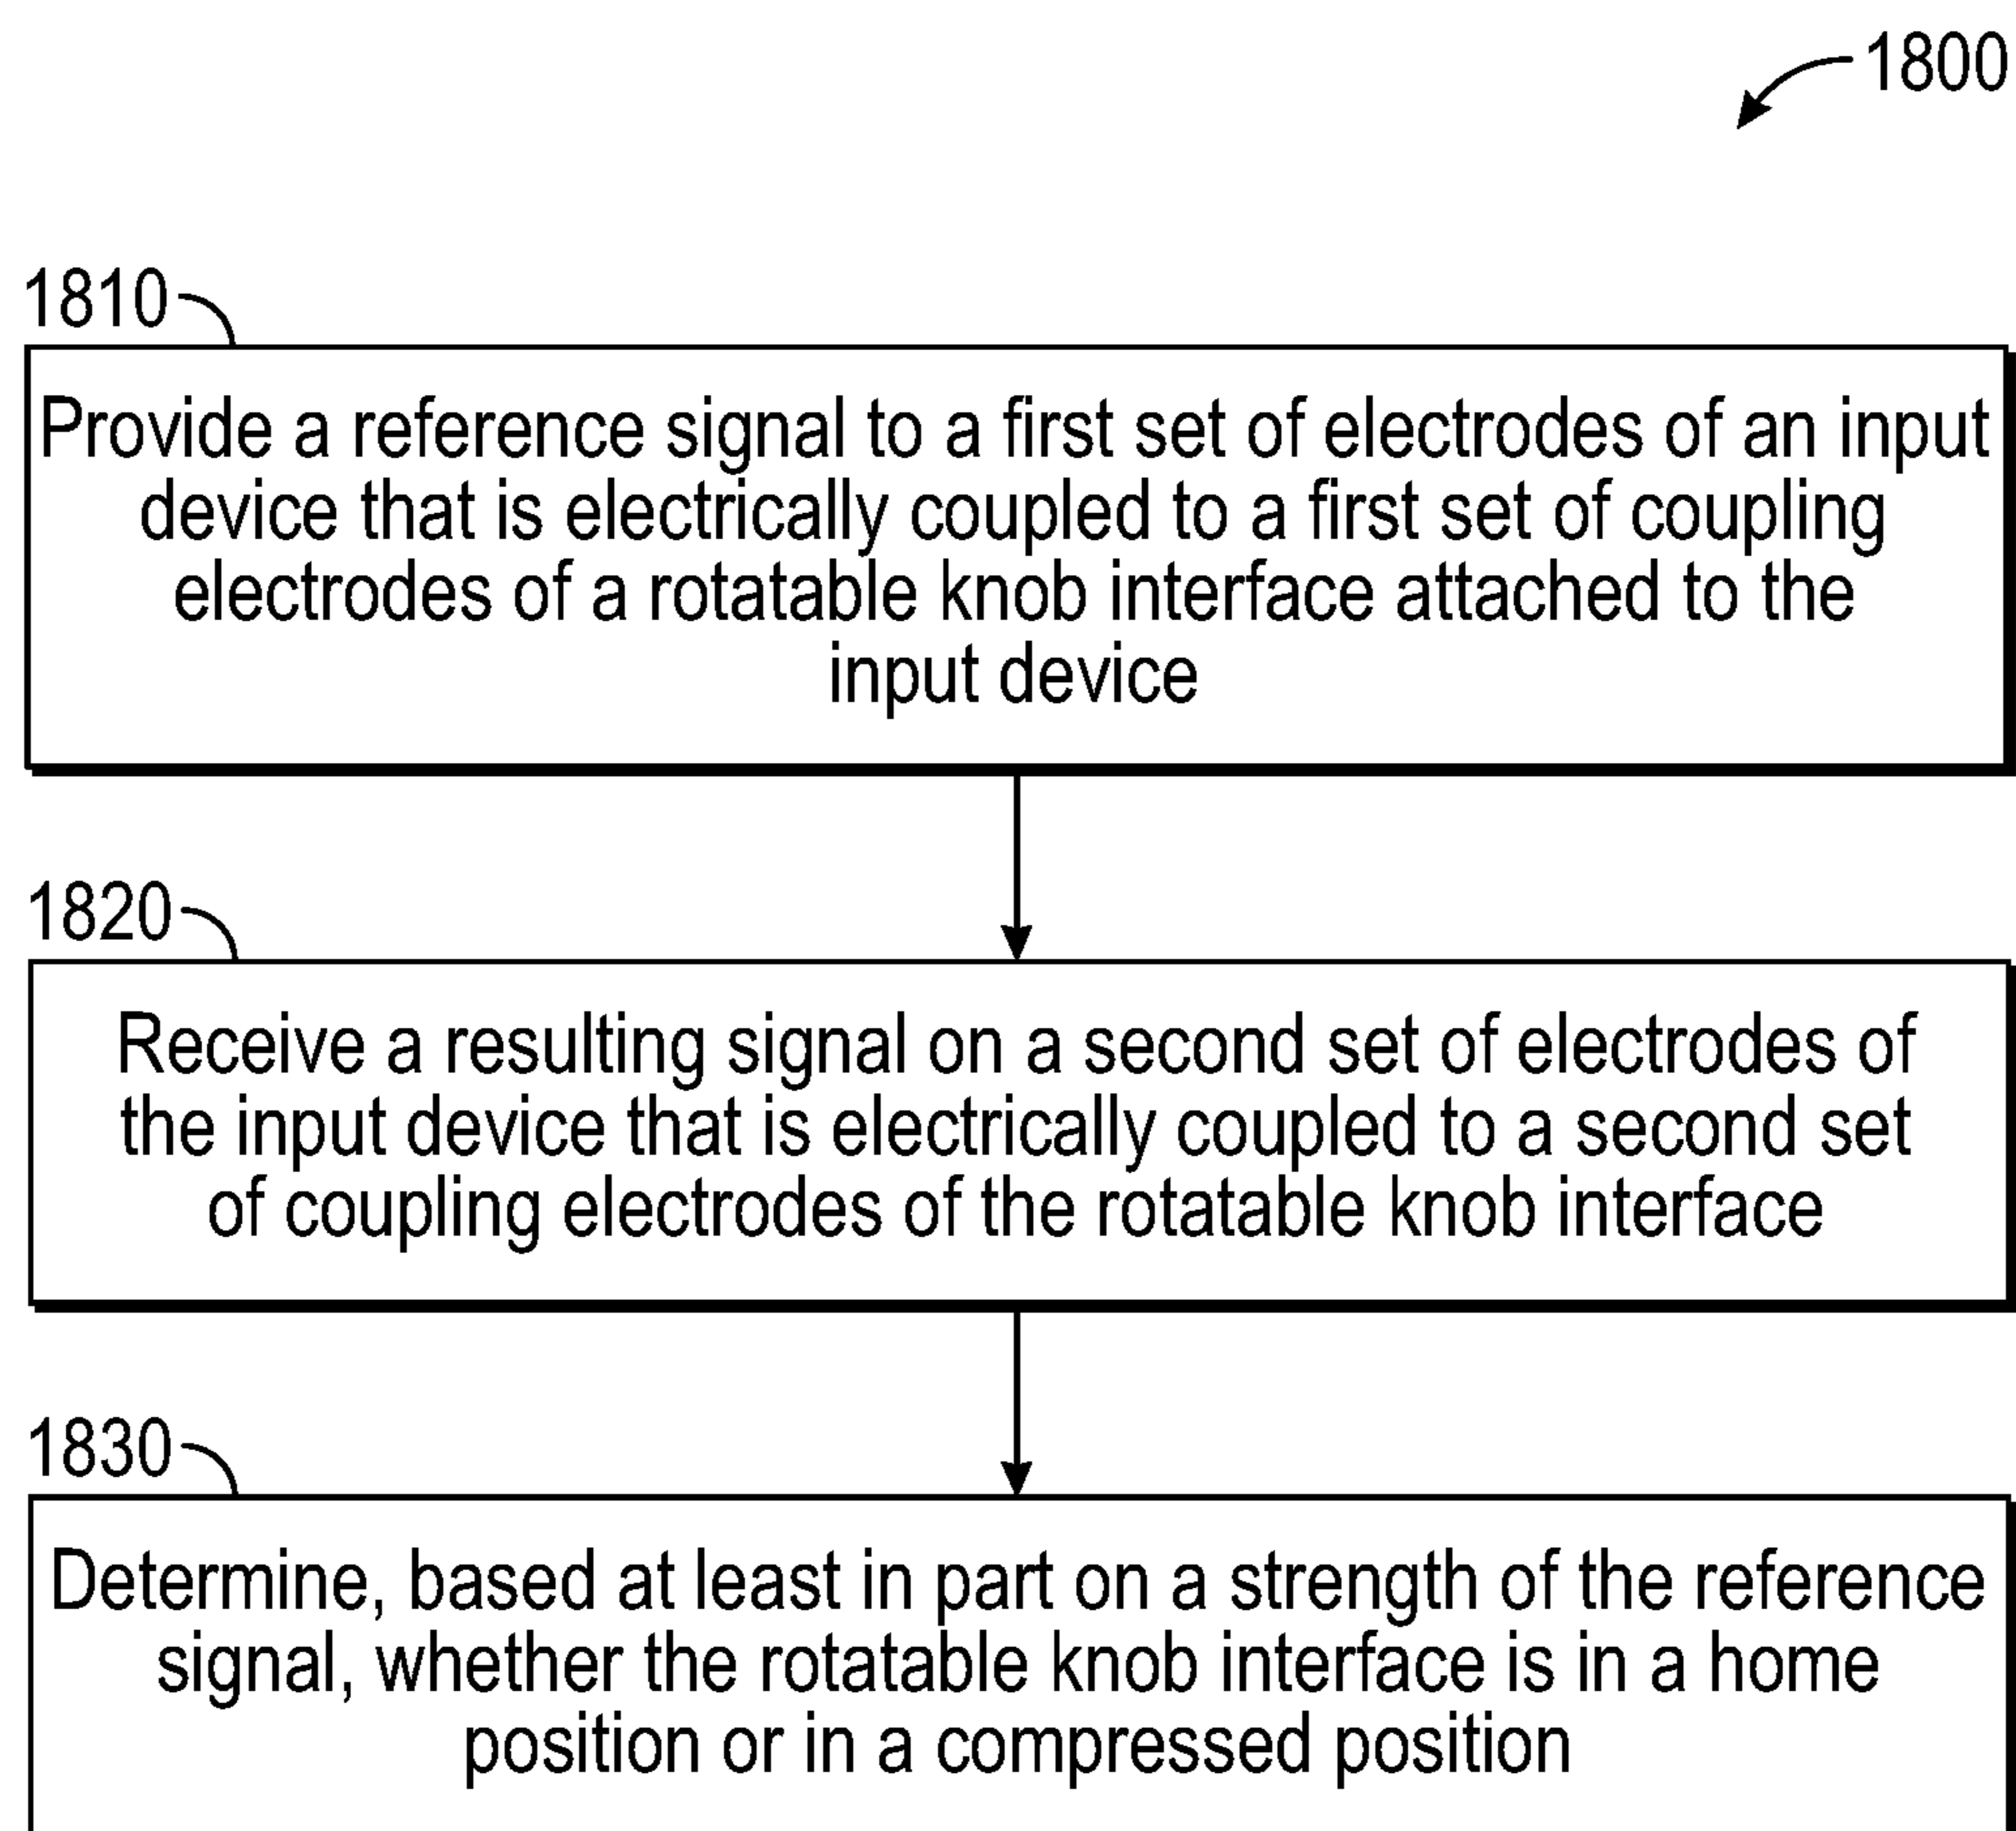 1800
1810
Provide a reference signal to a first set of electrodes of an input
device that is electrically coupled to a first set of coupling
electrodes of a rotatable knob interface attached to the
input device
1820
Receive a resulting signal on a second set of electrodes of
the input device that is electrically coupled to a second set
of coupling electrodes of the rotatable knob interface
1830
Determine, based at least in part on a strength of the reference
signal, whether the rotatable knob interface is in a home
position or in a compressed position